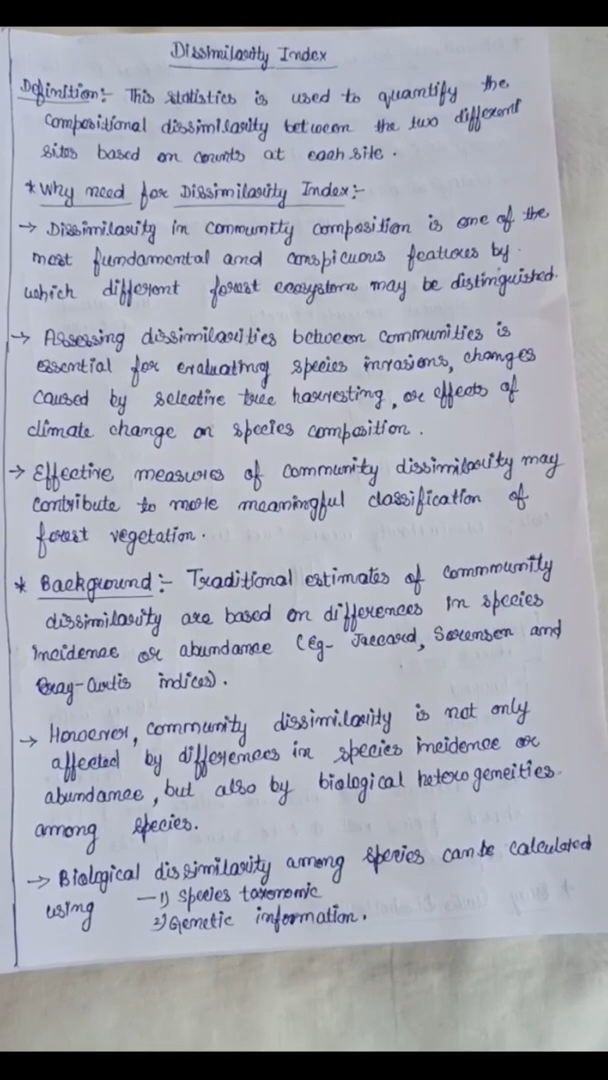 Dissimilarity Index
Definition:- This statistics is used to quantify the
compositional dissimilarity between the two different
sites based on counts at each site.
* Why need for Dissimilarity Index:-
→ Dissimilarity in community composition is one of the
most fundamental and conspicuous features by
which different forest ecosystem may be distinguished.
→ Assessing dissimilarities between communities is
essential for evaluating species invasions, changes
caused by selective tree harvesting, or effects of
climate change on species composition.
→ Effective measures of community dissimilarity may
contribute to more meaningful classification of
forest vegetation.
* Background:- Traditional estimates of commmunity
dissimilarity are based on differences in species
incidence or abundance (Eg- Jaccard, Sorensen and
Bray-Curtis indices).
→ However, community dissimilarity is not only
affected by differences in species incidence or
abundance, but also by biological heterogeneities
among species.
→ Biological dissimilarity among species can be calculated
using —1) Species taxonomic
2) Genetic information.